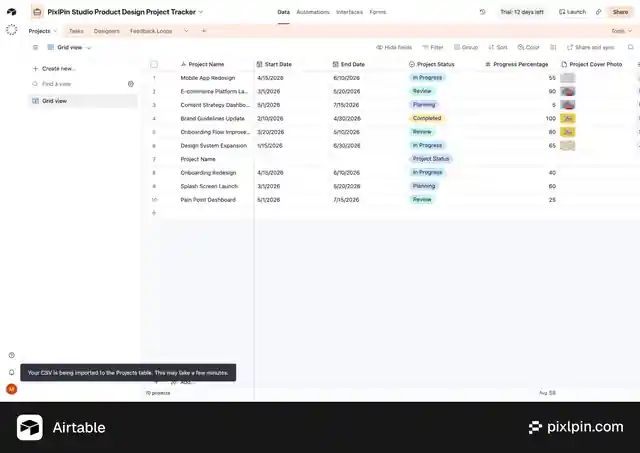 PixlPin Studio Product Design Project Tracker
Data Automations Interfaces Forms
Trial: 12 days left
Launch
Share
Projects Tasks Designers Feedback Loops
Tools
Grid view
Hide fields Filter Group Sort Color Share and sync
Create new...
Find a view
Grid view
Project Name Start Date End Date Project Status Progress Percentage Project Cover Photo
1 Mobile App Redesign 4/15/2026 6/10/2026 In Progress 55
2 E-commerce Platform La... 3/1/2026 5/20/2026 Review 90
3 Content Strategy Dashbo... 5/1/2026 7/15/2026 Planning 5
4 Brand Guidelines Update 2/10/2026 4/30/2026 Completed 100
5 Onboarding Flow Improve... 3/20/2026 5/10/2026 Review 80
6 Design System Expansion 1/15/2026 6/30/2026 In Progress 65
7 Project Name Project Status
8 Onboarding Redesign 4/15/2026 6/10/2026 In Progress 40
9 Splash Screen Launch 3/1/2026 5/20/2026 Planning 60
10 Pain Point Dashboard 5/1/2026 7/15/2026 Review 25
Your CSV is being imported to the Projects table. This may take a few minutes.
Add...
10 projects
Avg 58
Airtable
pixlpin.com